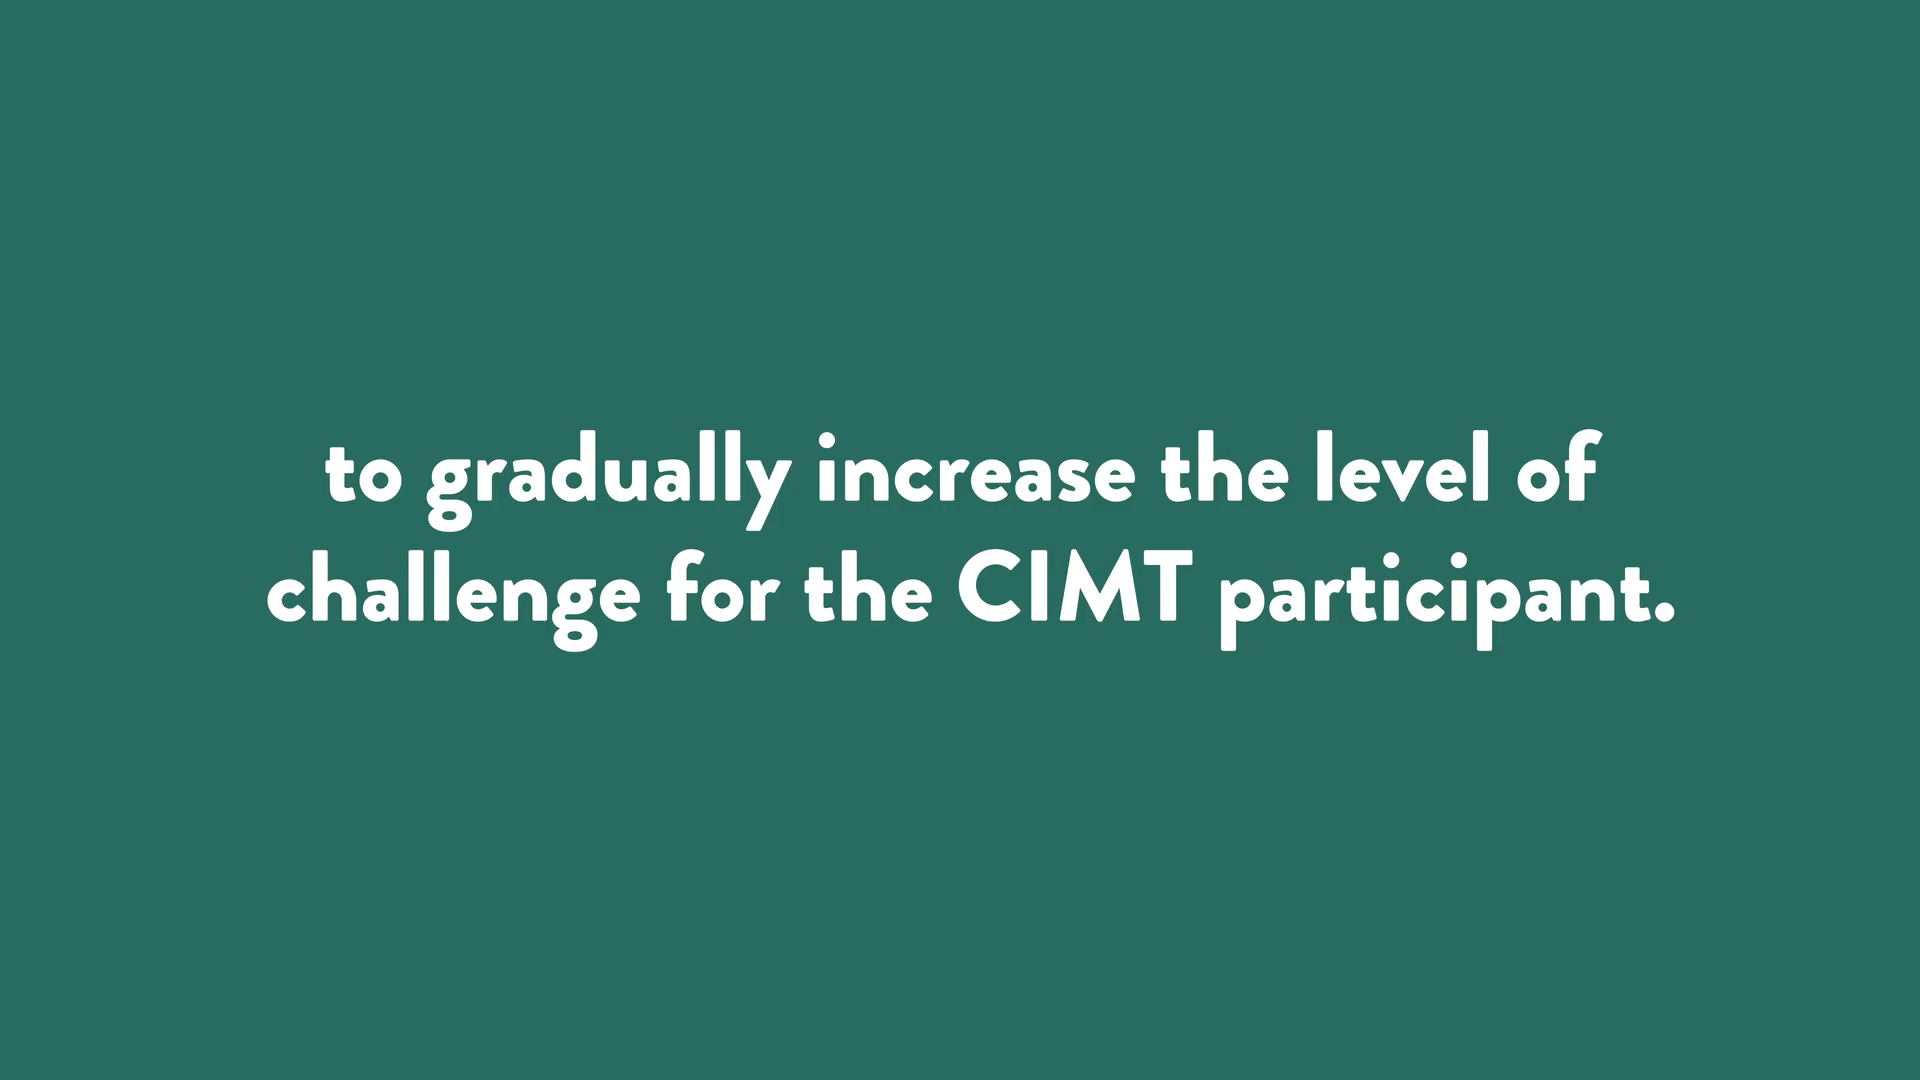 to gradually increase the level of
challenge for the CIMT participant.